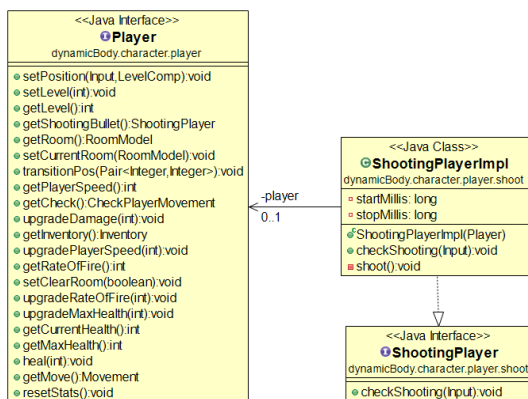 <<Java Interface>>
Player
dynamicBody.character.player
setPosition(Input,LevelComp):void
setLevel(int):void
getLevel():int
getShootingBullet():ShootingPlayer
getRoom():RoomModel
setCurrentRoom(RoomModel):void
transitionPos(Pair<Integer,Integer>):void
getPlayerSpeed():int
getCheck():CheckPlayerMovement
upgradeDamage(int):void
getInventory():Inventory
upgradePlayerSpeed(int):void
getRateOfFire():int
setClearRoom(boolean):void
upgradeRateOfFire(int):void
upgradeMaxHealth(int):void
getCurrentHealth():int
getMaxHealth():int
heal(int):void
getMove():Movement
resetStats():void
-player
0..1
<<Java Class>>
ShootingPlayerImpl
dynamicBody.character.player.shoot
startMillis: long
stopMillis: long
ShootingPlayerImpl(Player)
checkShooting(Input):void
shoot():void
<<Java Interface>>
ShootingPlayer
dynamicBody.character.player.shoot
checkShooting(Input):void